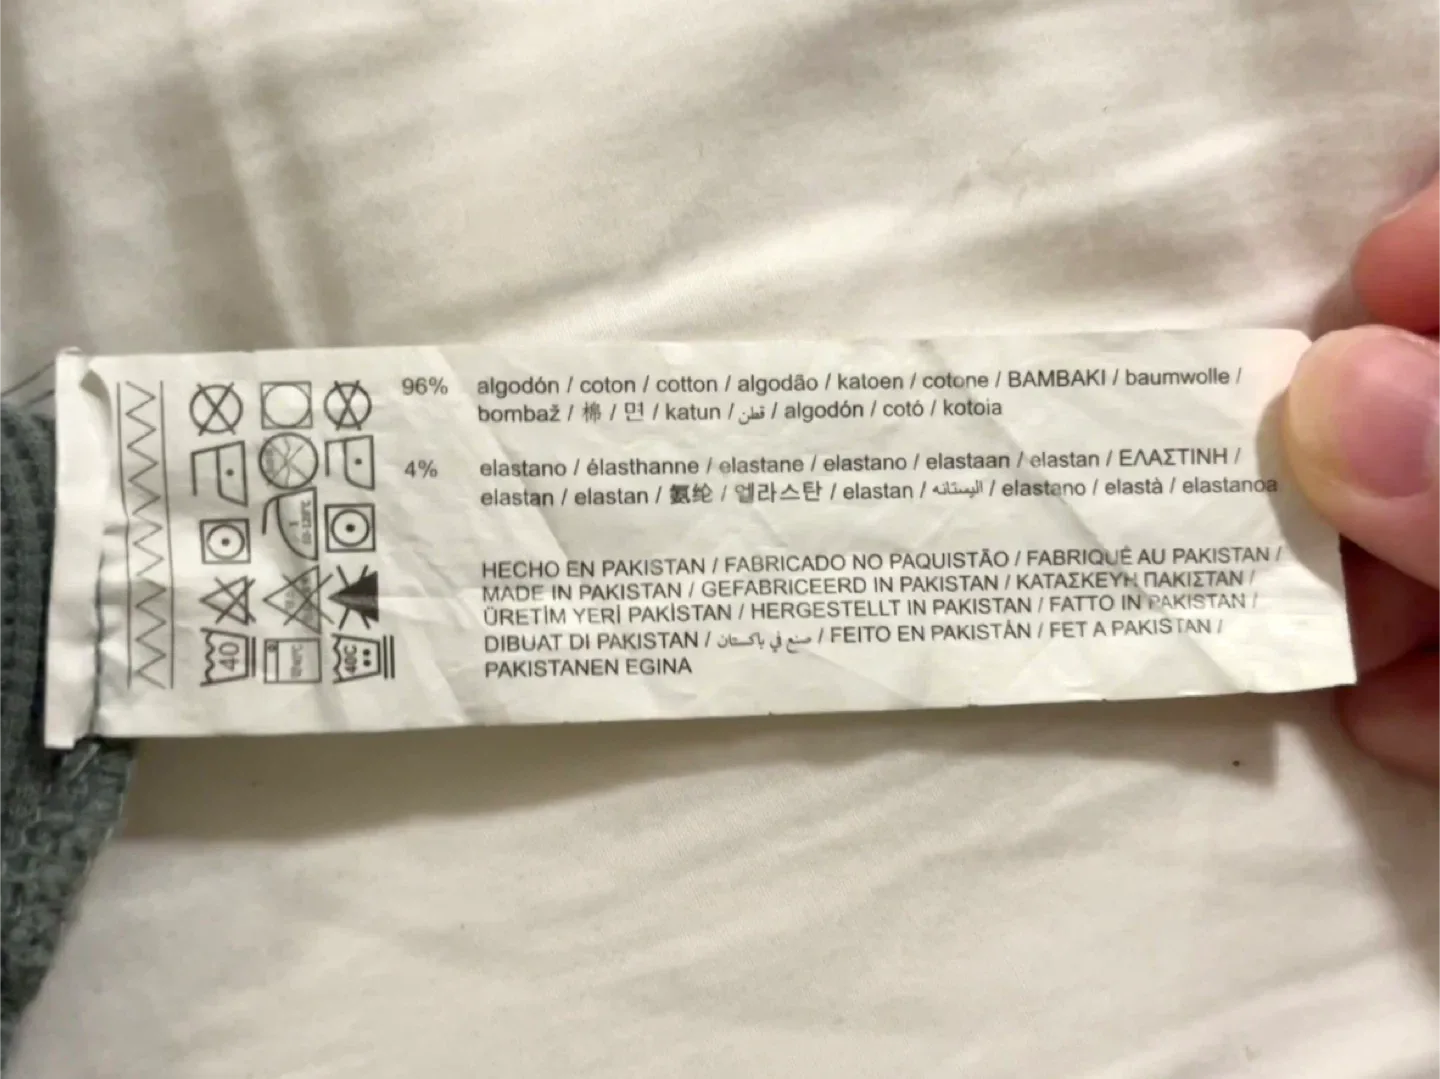 96% algodón / coton / cotton / algodão / katoen / cotone / BAMBAKI / baumwolle /
bombaž / 棉 / 면 / katun / قطن / algodón / cotó / kotoia
4% elastano / élasthanne / elastane / elastano / elastaan / elastan / ΕΛΑΣΤΙΝΗ /
elastan / elastan / 氨纶 / 엘라스탄 / elastan / اليستانه / elastano / elastà / elastanoa
HECHO EN PAKISTAN / FABRICADO NO PAQUISTÃO / FABRIQUÉ AU PAKISTAN /
MADE IN PAKISTAN / GEFABRICEERD IN PAKISTAN / ΚΑΤΑΣΚΕΥΗ ΠΑΚΙΣΤΑΝ /
ÜRETİM YERİ PAKİSTAN / HERGESTELLT IN PAKISTAN / FATTO IN PAKISTAN /
DIBUAT DI PAKISTAN / صنع في باكستان / FEITO EN PAKISTÁN / FET A PAKISTAN /
PAKISTANEN EGINA
40
40C